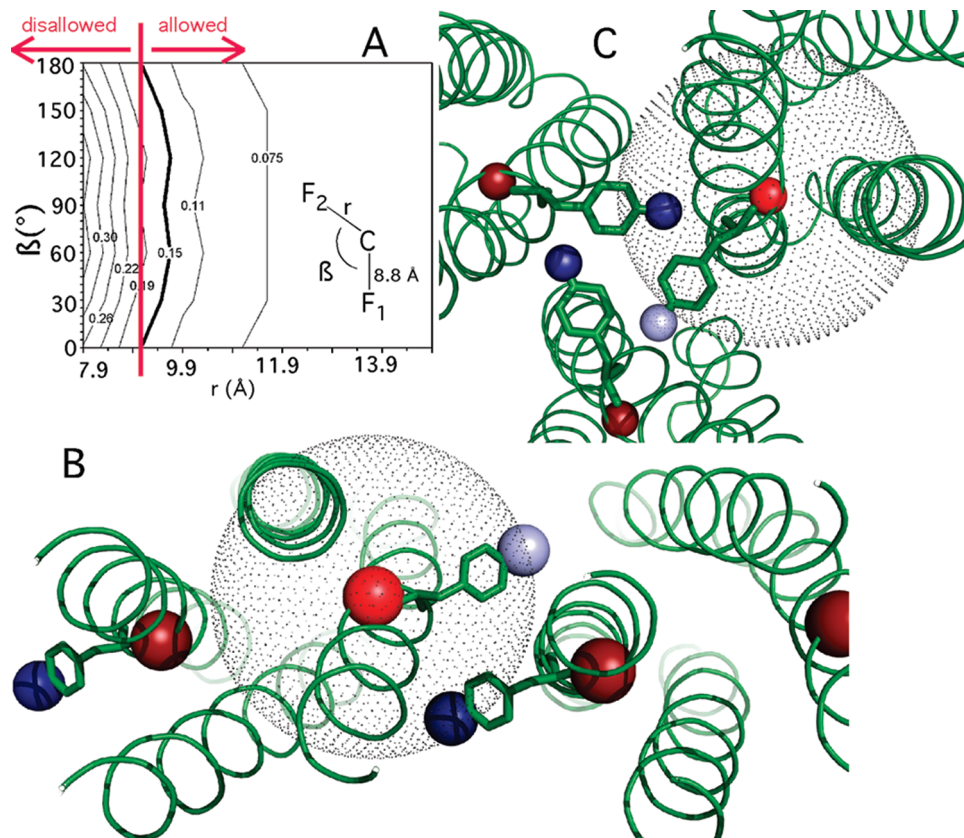 disallowed allowed
A
C
180
150
120
90
60
30
0
ß(°)
0.30
0.26
0.22
0.19
0.15
0.11
0.075
F2
r
C
ß
8.8 Å
F1
7.9 9.9 11.9 13.9
r (Å)
B